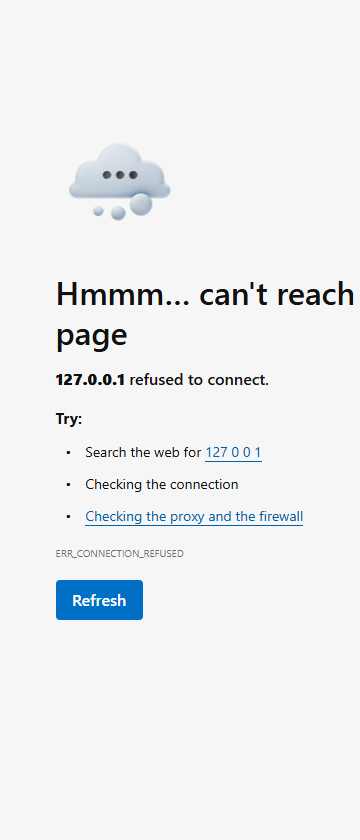 Hmmm... can't reach
page
127.0.0.1 refused to connect.
Try:
• Search the web for 127 0 0 1
• Checking the connection
• Checking the proxy and the firewall
ERR_CONNECTION_REFUSED
Refresh